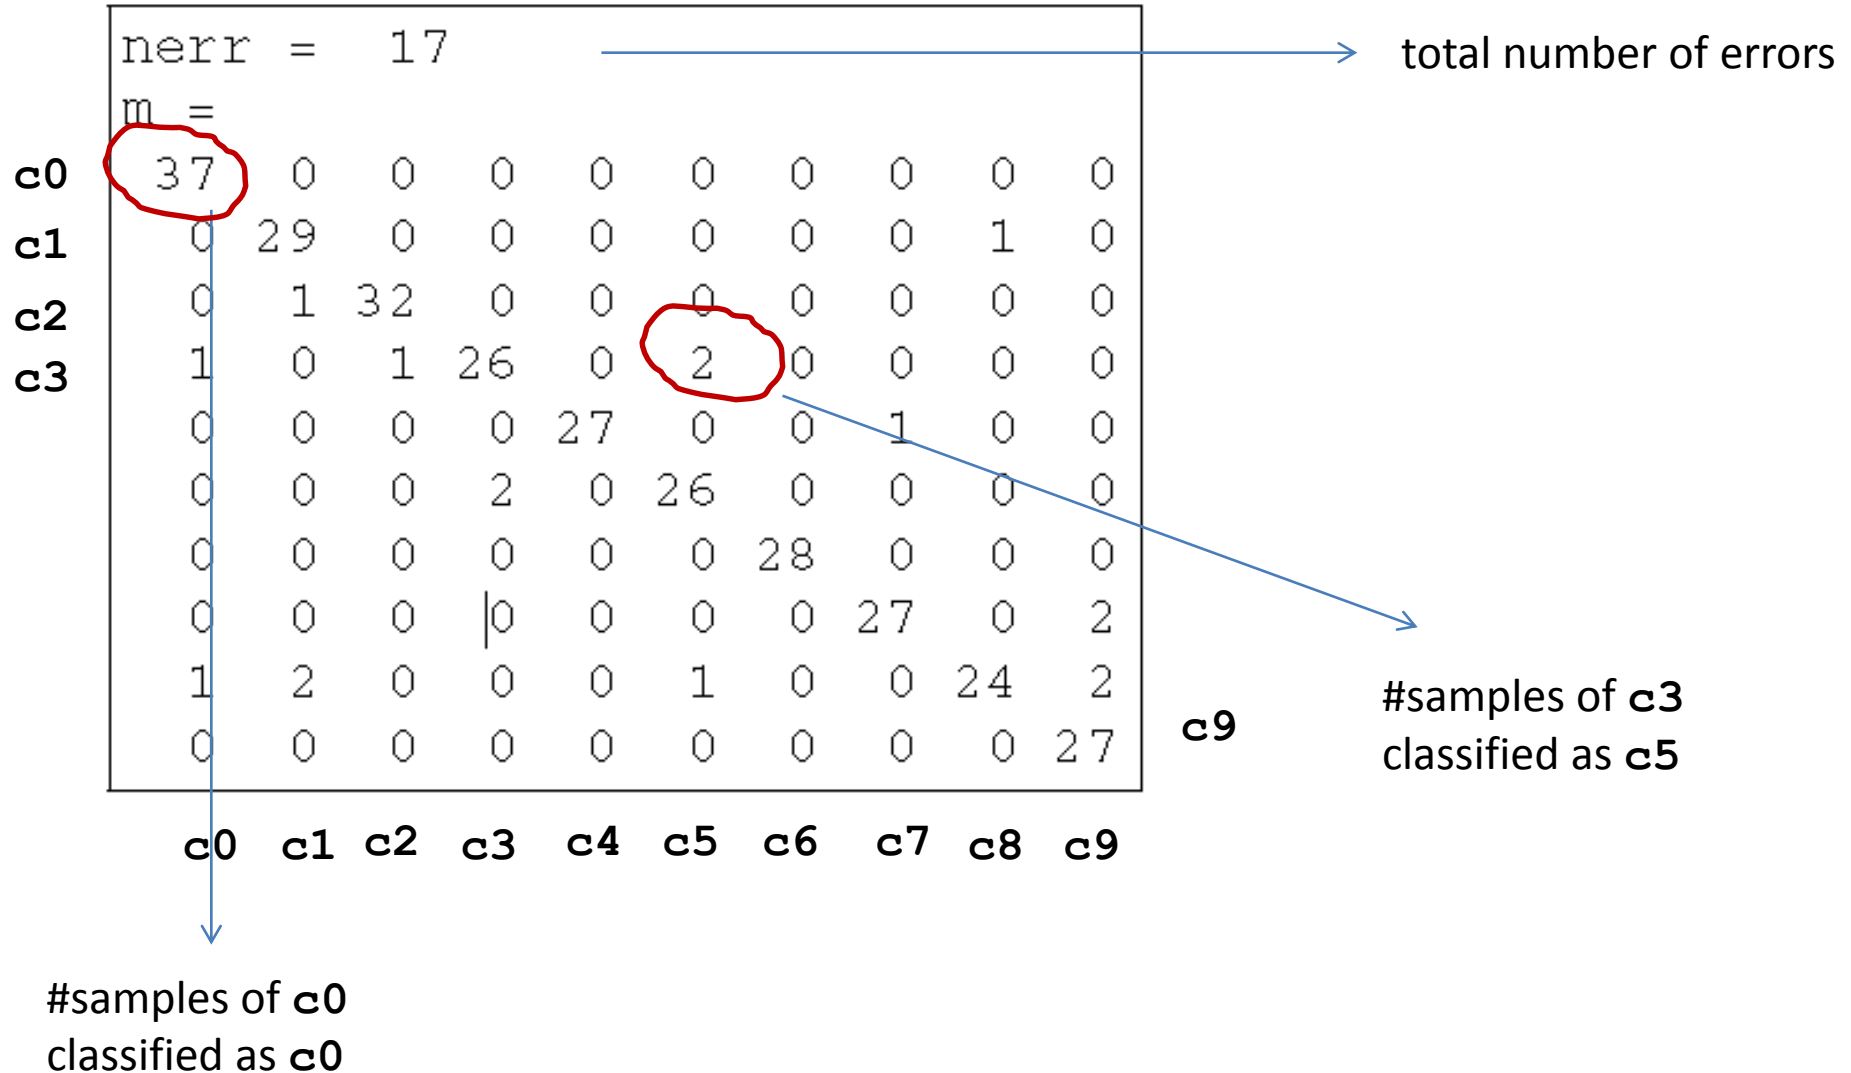 nerr = 17 total number of errors
m =
c0 37 0 0 0 0 0 0 0 0 0
c1 0 29 0 0 0 0 0 0 1 0
c2 0 1 32 0 0 0 0 0 0 0
c3 1 0 1 26 0 2 0 0 0 0
0 0 0 0 27 0 0 1 0 0
0 0 0 2 0 26 0 0 0 0
0 0 0 0 0 0 28 0 0 0
0 0 0 0 0 0 0 27 0 2
1 2 0 0 0 1 0 0 24 2
0 0 0 0 0 0 0 0 0 27 c9
#samples of c3
classified as c5
c0 c1 c2 c3 c4 c5 c6 c7 c8 c9
#samples of c0
classified as c0